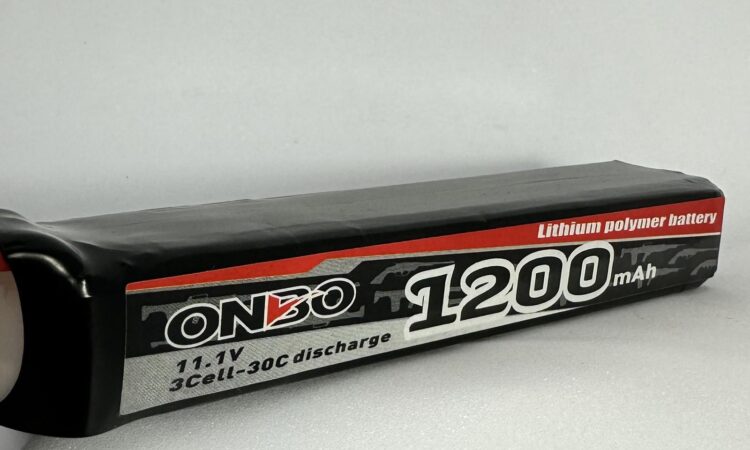 Lithium polymer battery
ONBO
1200mAh
11.1V
3Cell-30C discharge